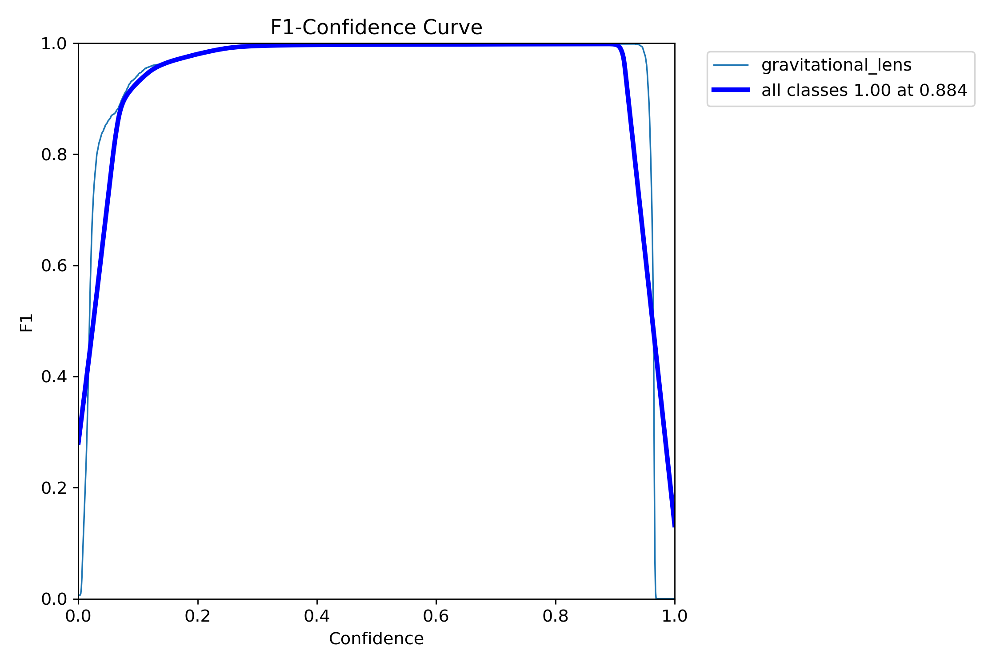 F1-Confidence Curve
1.0
0.8
0.6
0.4
0.2
0.0
F1
0.0 0.2 0.4 0.6 0.8 1.0
Confidence
gravitational_lens
all classes 1.00 at 0.884